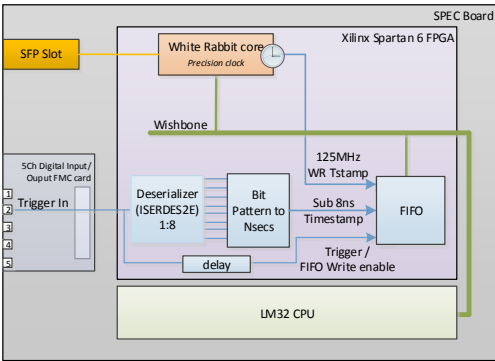 SPEC Board
Xilinx Spartan 6 FPGA
SFP Slot
White Rabbit core
Precision clock
Wishbone
125MHz
WR Tstamp
5Ch Digital Input/
Ouput FMC card
1
2
3
4
5
Trigger In
Deserializer
(ISERDES2E)
1:8
Bit
Pattern to
Nsecs
Sub 8ns
Timestamp
FIFO
Trigger /
FIFO Write enable
delay
LM32 CPU